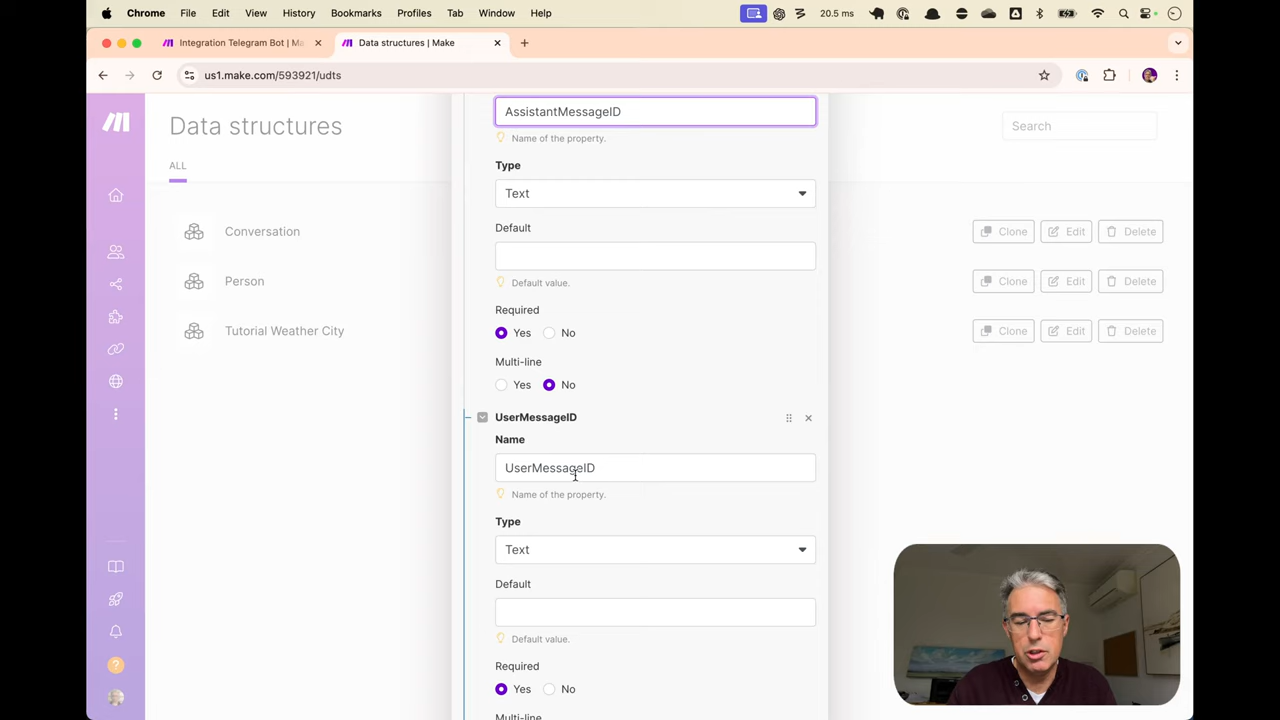 Chrome File Edit View History Bookmarks Profiles Tab Window Help 20.5 ms
Integration Telegram Bot | Ma
Data structures | Make
us1.make.com/593921/udts
Data structures
Search
ALL
Conversation
Clone Edit Delete
Person
Clone Edit Delete
Tutorial Weather City
Clone Edit Delete
AssistantMessageID
Name of the property.
Type
Text
Default
Default value.
Required
Yes No
Multi-line
Yes No
UserMessageID
Name
UserMessageID
Name of the property.
Type
Text
Default
Default value.
Required
Yes No
Multi-line